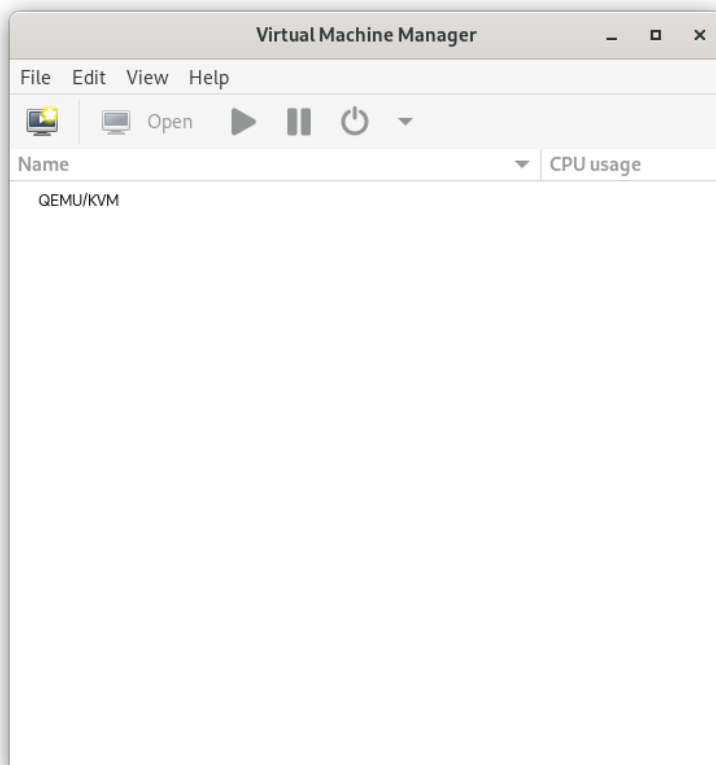 Virtual Machine Manager
File Edit View Help
Open
Name CPU usage
QEMU/KVM